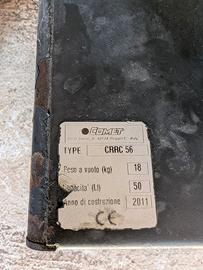 COMET
TYPE CRRC 56
Peso a vuoto (kg) 18
Capacita' (Lt) 50
Anno di costruzione 2011
CE